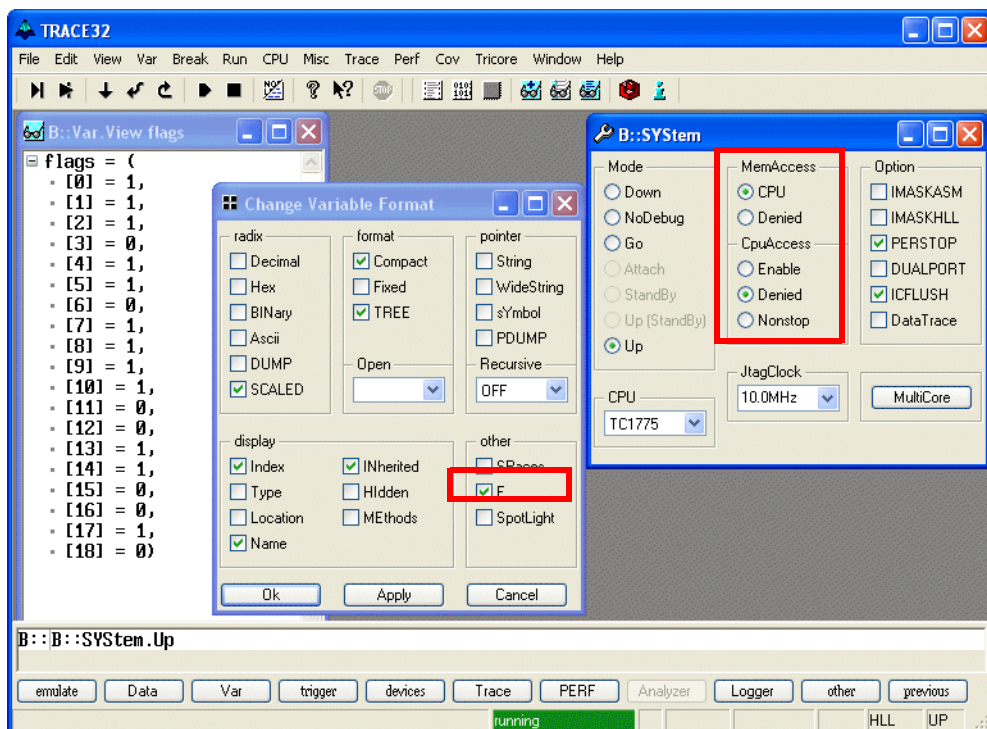 TRACE32
File Edit View Var Break Run CPU Misc Trace Perf Cov Tricore Window Help
B::Var.View flags
flags = (
[0] = 1,
[1] = 1,
[2] = 1,
[3] = 0,
[4] = 1,
[5] = 1,
[6] = 0,
[7] = 1,
[8] = 1,
[9] = 1,
[10] = 1,
[11] = 0,
[12] = 0,
[13] = 1,
[14] = 1,
[15] = 0,
[16] = 0,
[17] = 1,
[18] = 0)
Change Variable Format
radix
Decimal
Hex
BINary
Ascii
DUMP
SCALED
format
Compact
Fixed
TREE
Open
pointer
String
WideString
sYmbol
PDUMP
Recursive
OFF
display
Index
Type
Location
Name
INherited
HIdden
MEthods
other
SPaces
E
SpotLight
Ok Apply Cancel
B::SYStem
Mode
Down
NoDebug
Go
Attach
StandBy
Up (StandBy)
Up
CPU
TC1775
MemAccess
CPU
Denied
CpuAccess
Enable
Denied
Nonstop
JtagClock
10.0MHz
Option
IMASKASM
IMASKHLL
PERSTOP
DUALPORT
ICFLUSH
DataTrace
MultiCore
B::B::SYStem.Up
emulate Data Var trigger devices Trace PERF Analyzer Logger other previous
running HLL UP